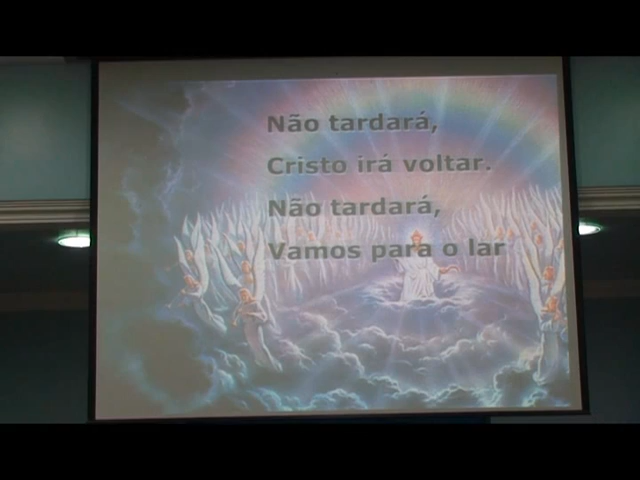 Não tardará,
Cristo irá voltar.
Não tardará,
Vamos para o lar